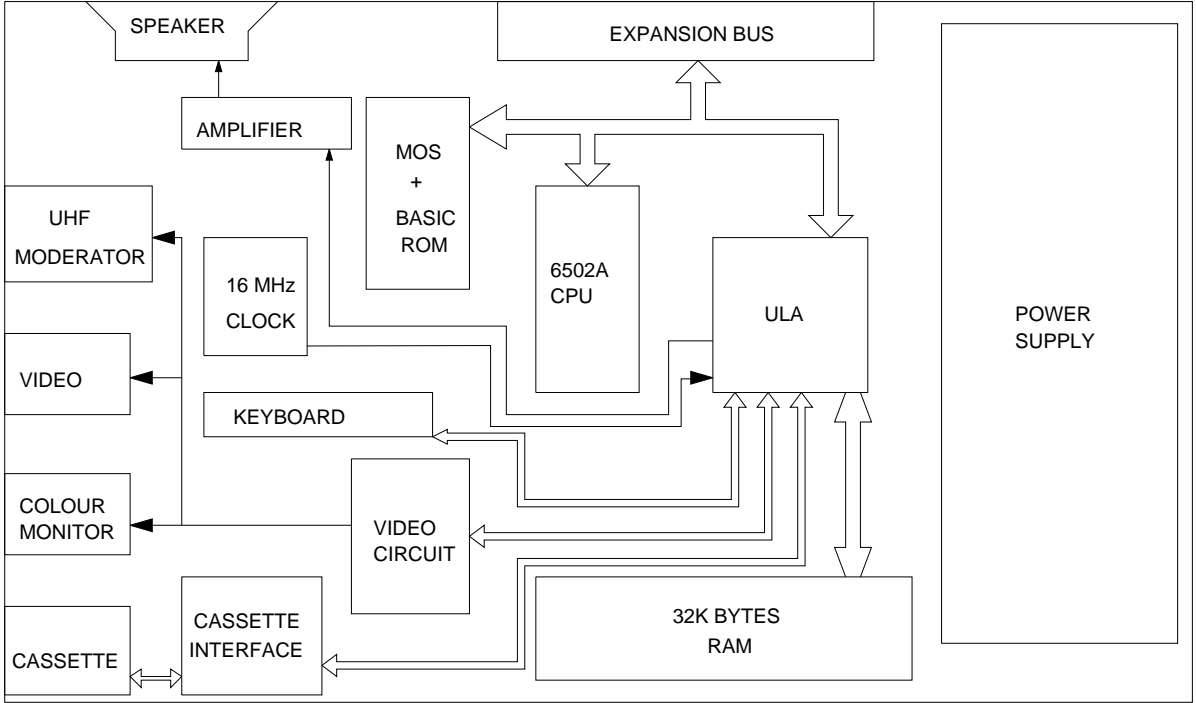 SPEAKER
EXPANSION BUS
AMPLIFIER
MOS
+
BASIC
ROM
UHF
MODERATOR
16 MHz
CLOCK
6502A
CPU
ULA
POWER
SUPPLY
VIDEO
KEYBOARD
COLOUR
MONITOR
VIDEO
CIRCUIT
CASSETTE
CASSETTE
INTERFACE
32K BYTES
RAM